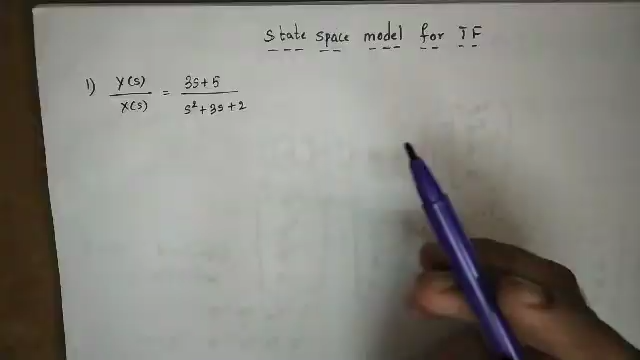 State space model for TF
1) Y(s)/X(s) = 3s+5/s²+3s+2